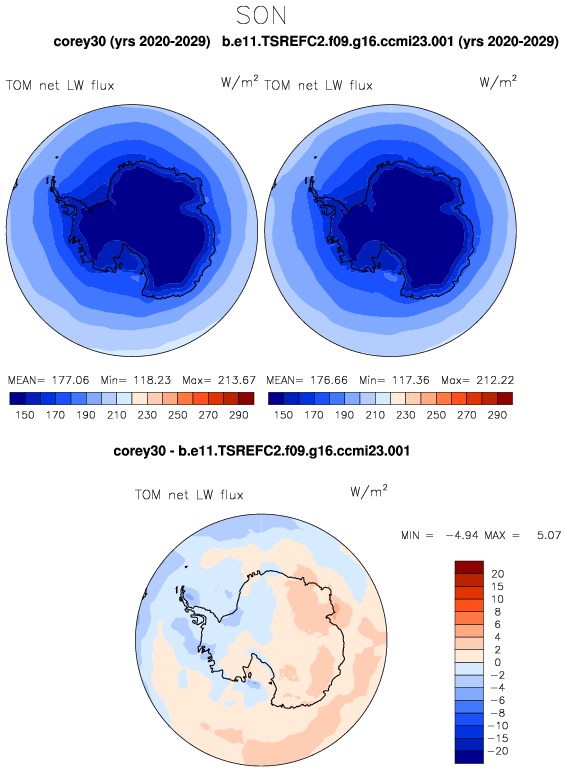 SON
corey30 (yrs 2020-2029) b.e11.TSREFC2.f09.g16.ccmi23.001 (yrs 2020-2029)
TOM net LW flux W/m² TOM net LW flux W/m²
MEAN= 177.06 Min= 118.23 Max= 213.67 MEAN= 176.66 Min= 117.36 Max= 212.22
150 170 190 210 230 250 270 290 150 170 190 210 230 250 270 290
corey30 - b.e11.TSREFC2.f09.g16.ccmi23.001
TOM net LW flux W/m²
MIN = -4.94 MAX = 5.07
20
15
10
8
6
4
2
0
-2
-4
-6
-8
-10
-15
-20